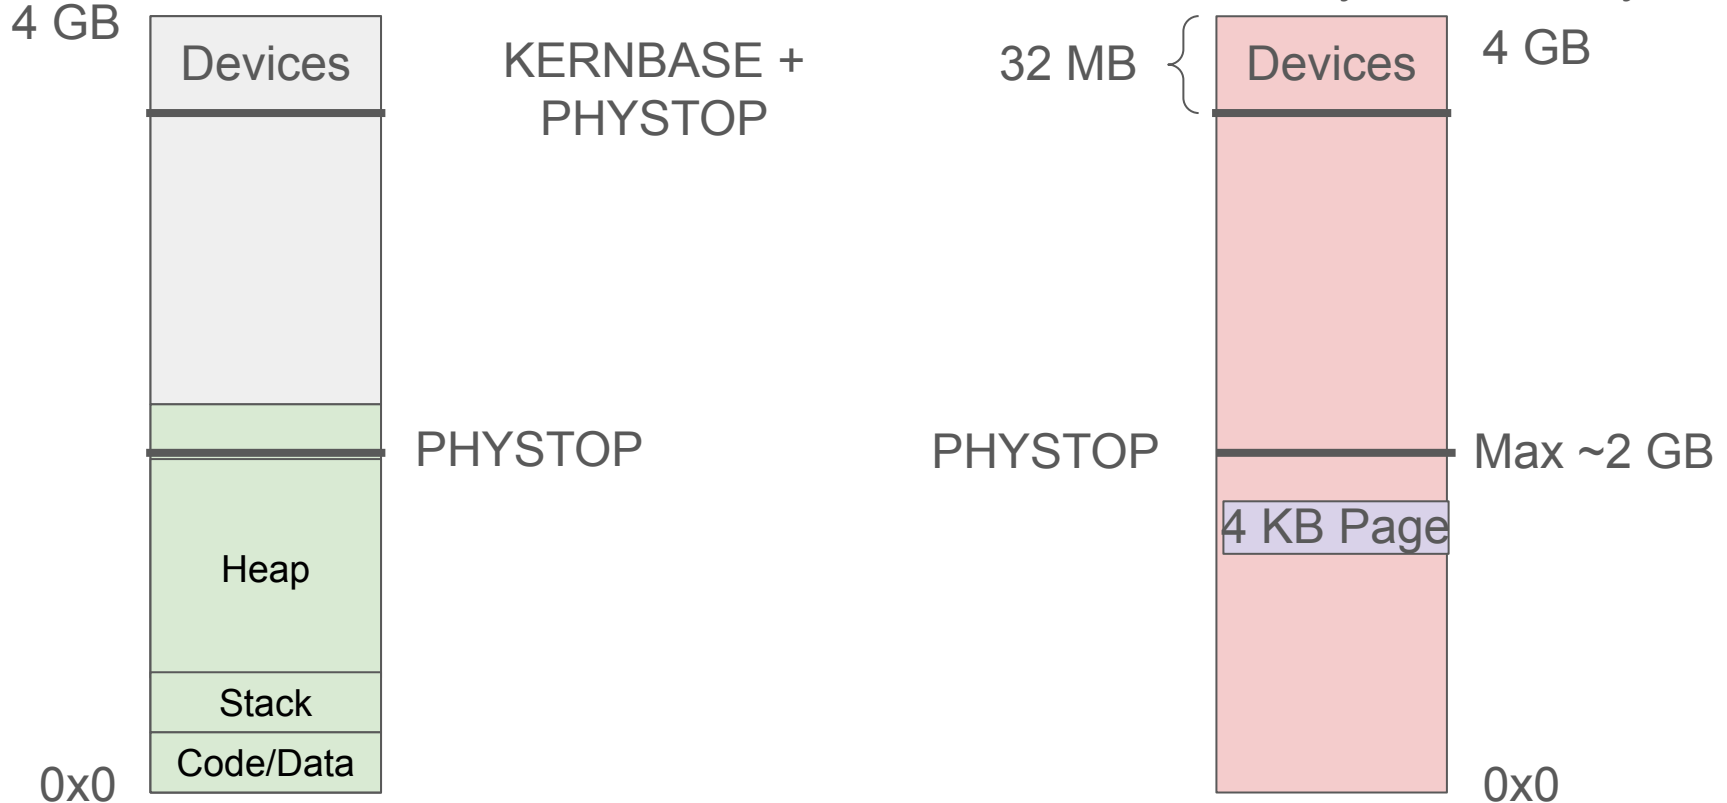 4 GB
Devices
KERNBASE +
PHYSTOP
32 MB
Devices
4 GB
PHYSTOP
PHYSTOP
Max ~2 GB
4 KB Page
Heap
Stack
Code/Data
0x0
0x0